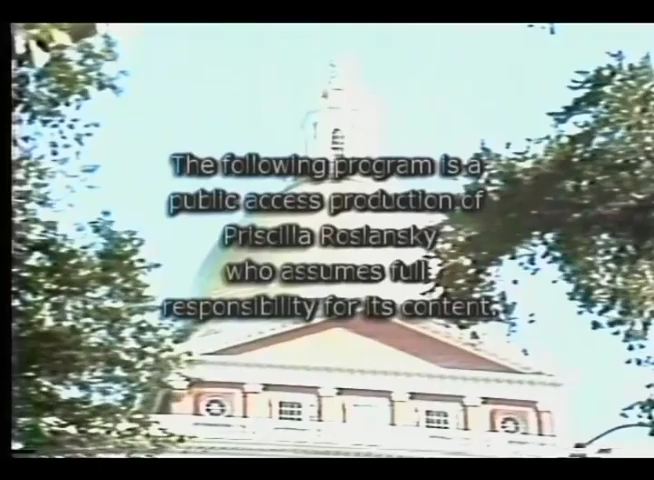 The following program is a
public access production of
Priscilla Roslansky
who assumes full
responsibility for its content.